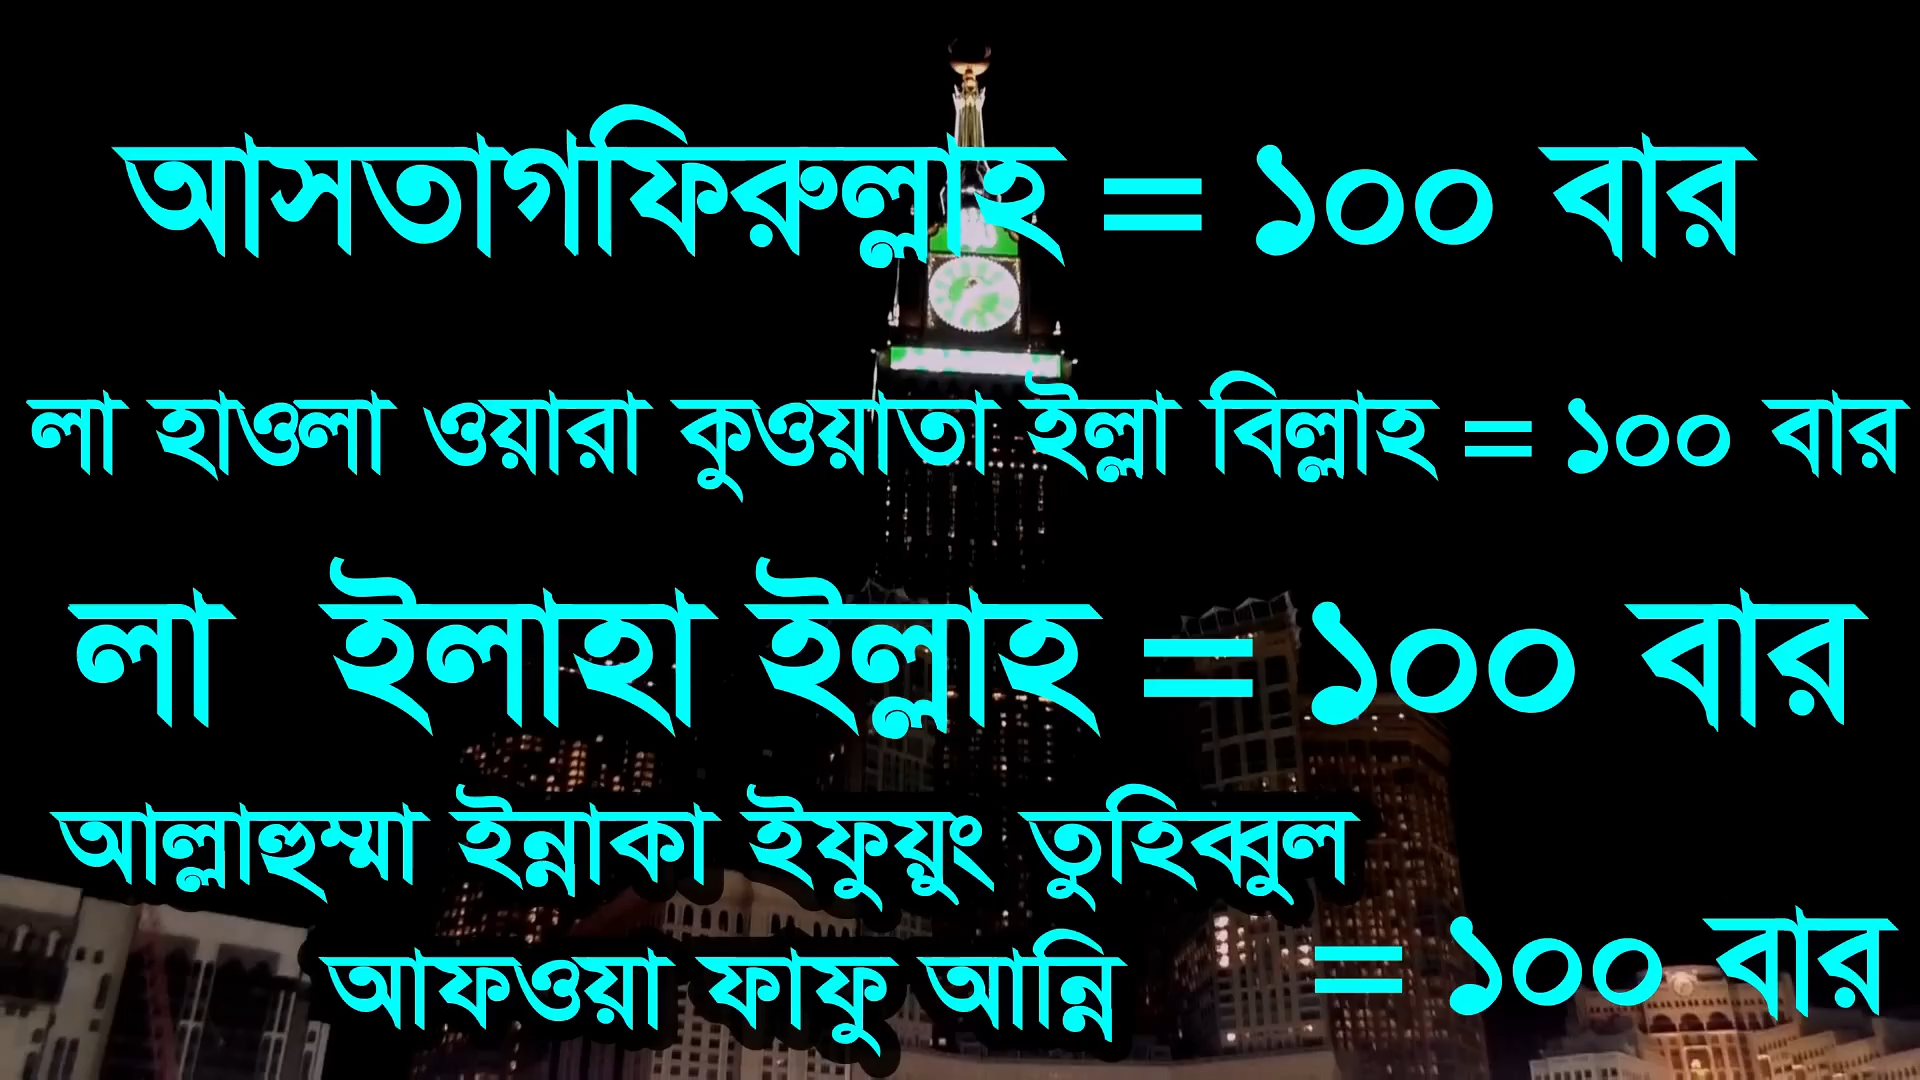 আসতাগফিরুল্লাহ = ১০০ বার
লা হাওলা ওয়ারা কুওয়াতা ইল্লা বিল্লাহ = ১০০ বার
লা ইলাহা ইল্লাহ = ১০০ বার
আল্লাহুম্মা ইন্নাকা ইফুয়ুং তুহিব্বুল
আফওয়া ফাফু আন্নি = ১০০ বার